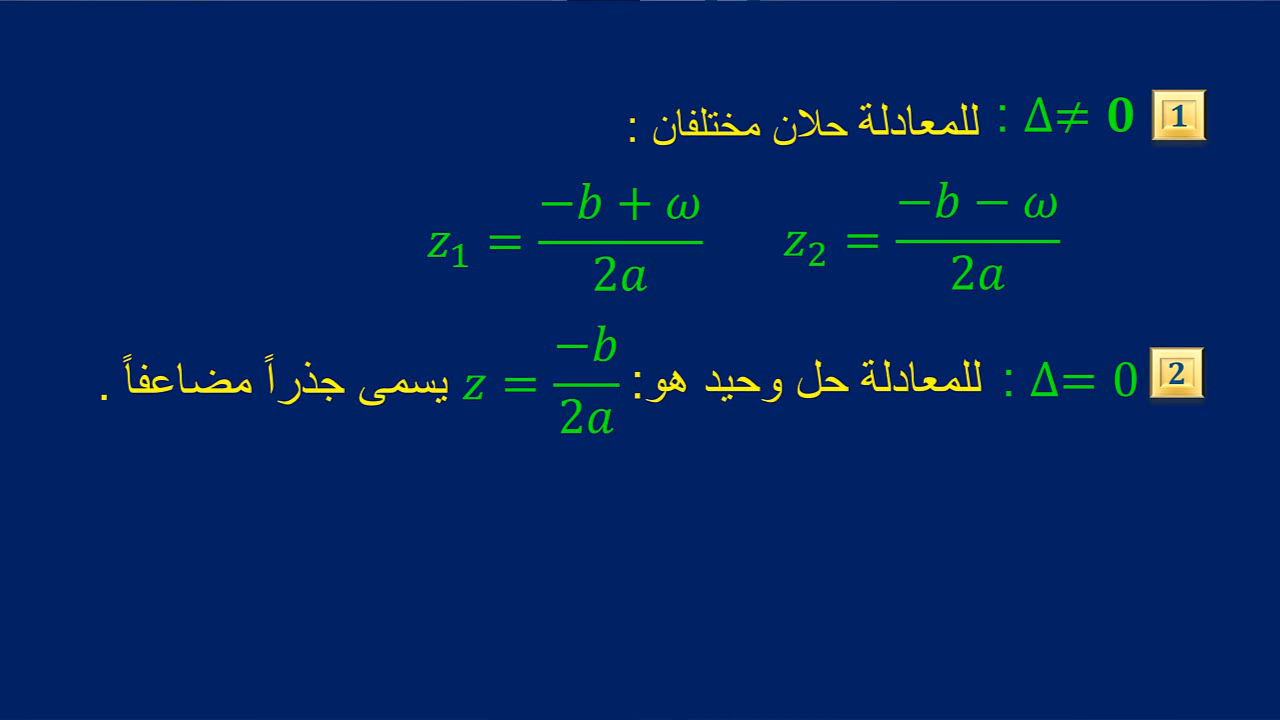 1 Δ≠ 0 : للمعادلة حلان مختلفان :
z₁ = (−b + ω)/2a   z₂ = (−b − ω)/2a
2 Δ= 0 : للمعادلة حل وحيد هو: z = −b/2a يسمى جذراً مضاعفاً .